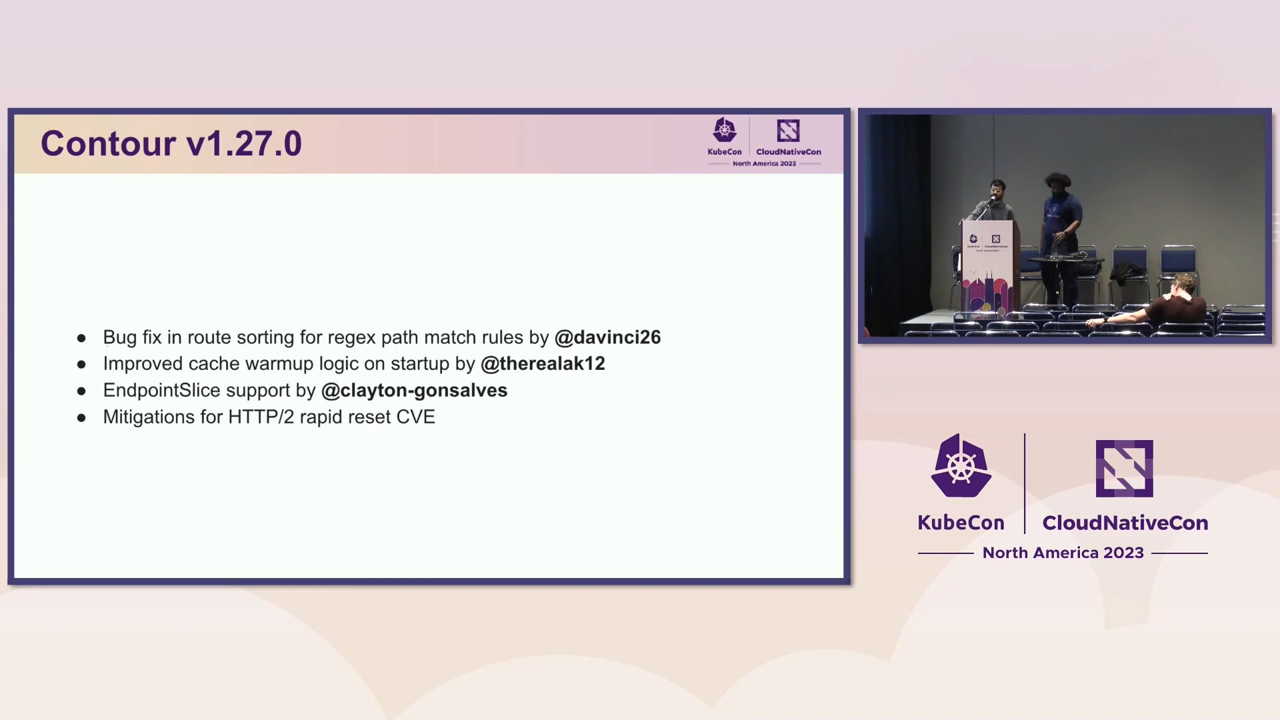 Contour v1.27.0
KubeCon
CloudNativeCon
North America 2023
● Bug fix in route sorting for regex path match rules by @davinci26
● Improved cache warmup logic on startup by @therealak12
● EndpointSlice support by @clayton-gonsalves
● Mitigations for HTTP/2 rapid reset CVE
KubeCon
CloudNativeCon
North America 2023